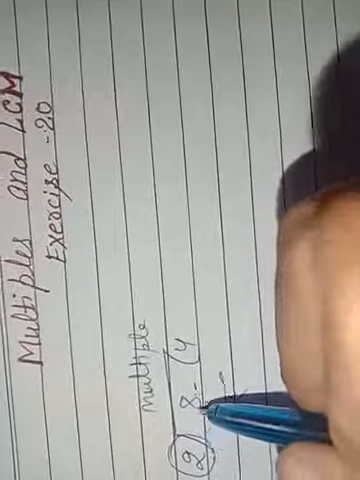 Multiples and LCM
Exercise - 20
Multiple
(2) 8 - (4